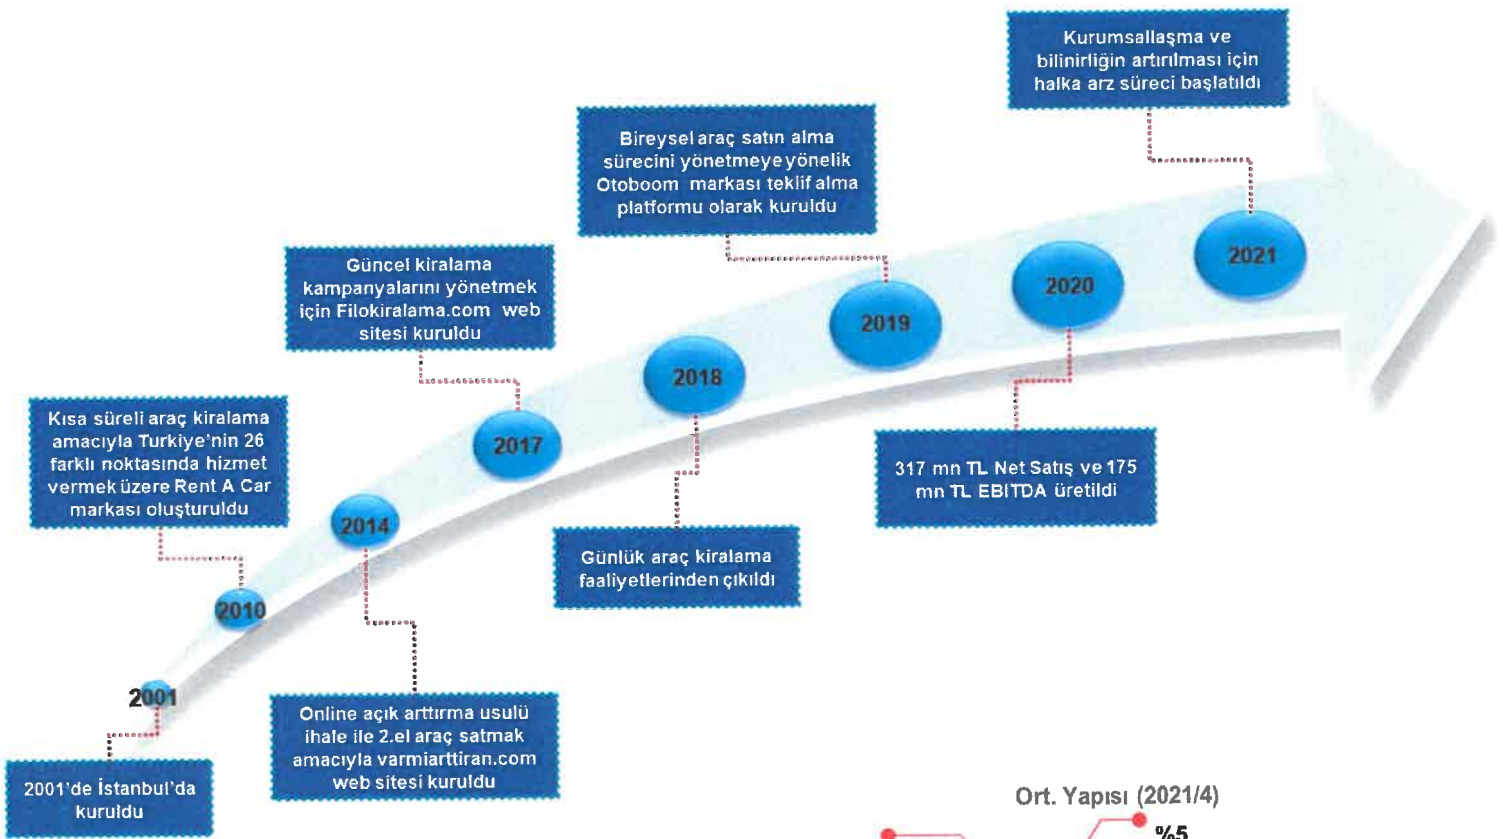 Kurumsallaşma ve
bilinirliğin artırılması için
halka arz süreci başlatıldı
Bireysel araç satın alma
sürecini yönetmeye yönelik
Otoboom markası teklif alma
platformu olarak kuruldu
2021
Güncel kiralama
kampanyalarını yönetmek
için Filokiralama.com web
sitesi kuruldu
2020
2019
2018
Kısa süreli araç kiralama
amacıyla Turkiye'nin 26
farklı noktasında hizmet
vermek üzere Rent A Car
markası oluşturuldu
2017
317 mn TL Net Satış ve 175
mn TL EBITDA üretildi
2014
Günlük araç kiralama
faaliyetlerinden çıkıldı
2010
2001
Online açık arttırma usulü
ihale ile 2.el araç satmak
amacıyla varmiarttiran.com
web sitesi kuruldu
2001'de İstanbul'da
kuruldu
Ort. Yapısı (2021/4)
%5